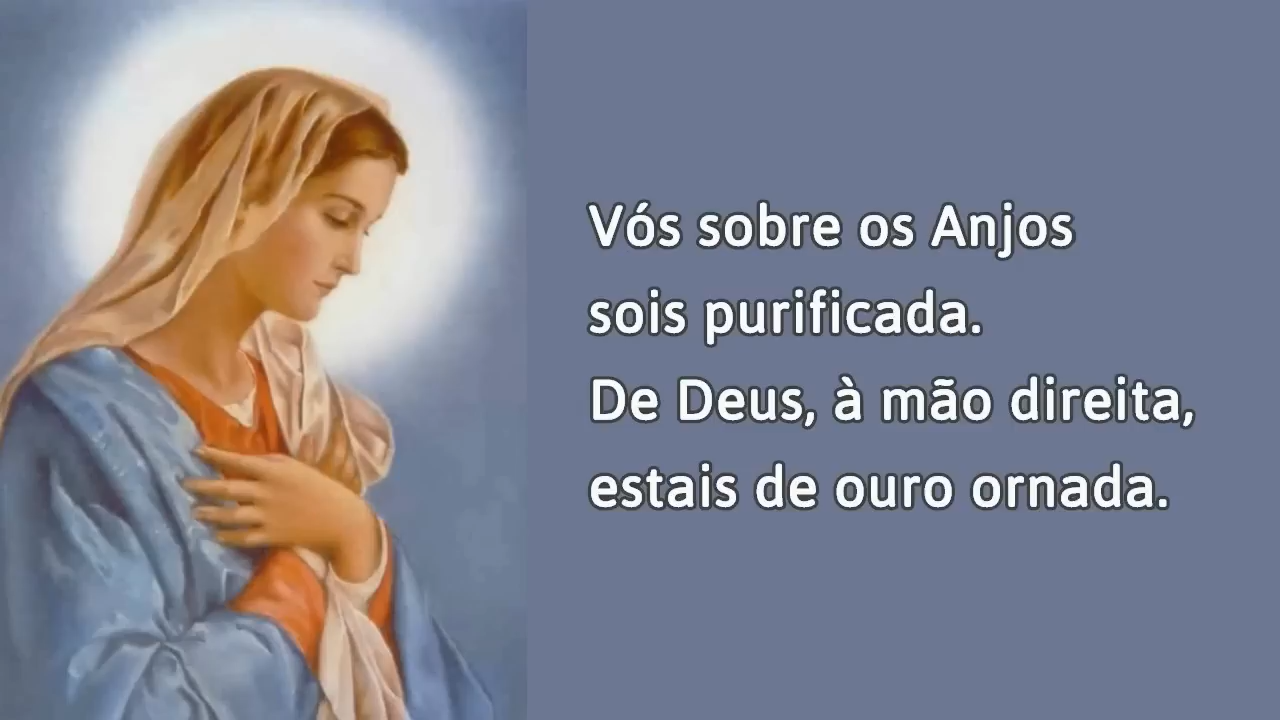 Vós sobre os Anjos
sois purificada.
De Deus, à mão direita,
estais de ouro ornada.